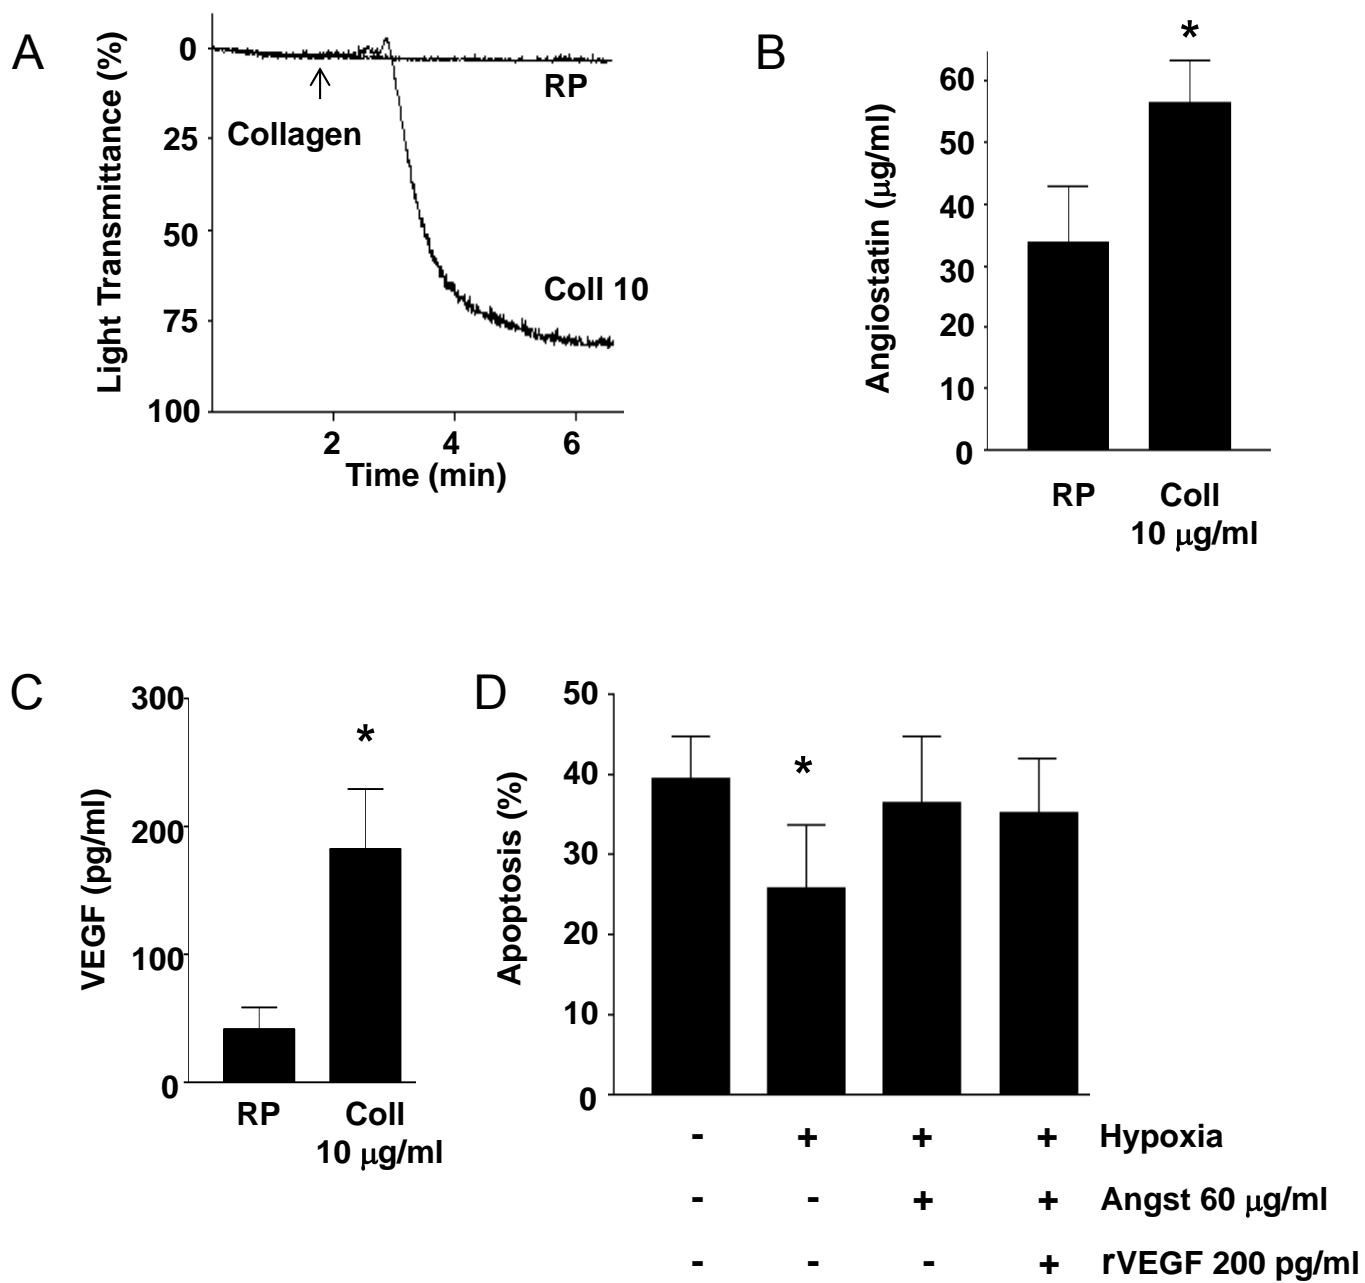 A
Light Transmittance (%)
0
25
50
75
100
RP
Collagen
Coll 10
2 4 6
Time (min)
B
*
Angiostatin (μg/ml)
60
50
40
30
20
10
0
RP Coll
10 μg/ml
C
VEGF (pg/ml)
300
200
100
0
*
RP Coll
10 μg/ml
D
Apoptosis (%)
50
40
30
20
10
0
*
- + + + Hypoxia
- - + + Angst 60 μg/ml
- - - + rVEGF 200 pg/ml